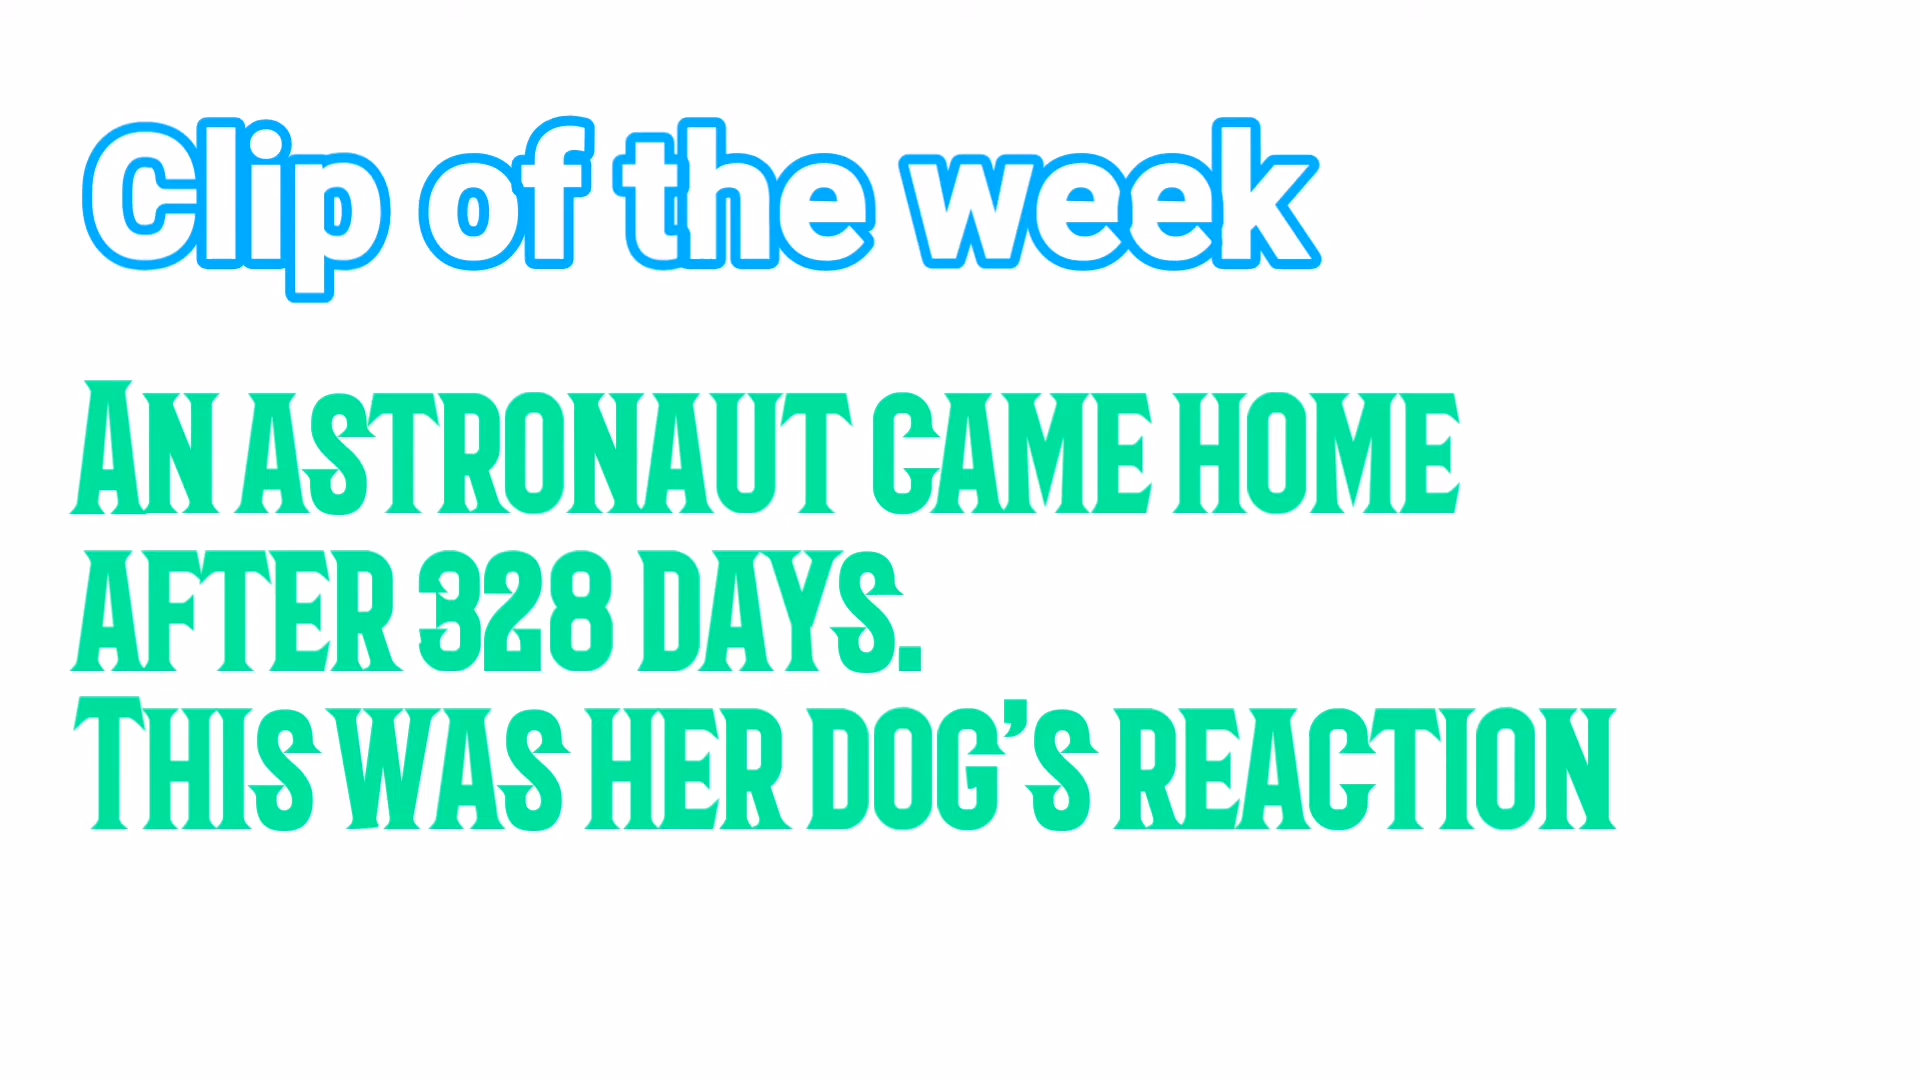 Clip of the week
An astronaut came home
after 328 days.
This was her dog's reaction